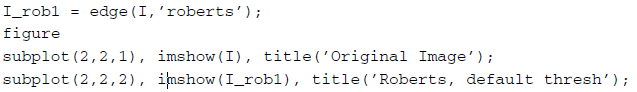 I_rob1 = edge(I,’roberts’);
figure
subplot(2,2,1), imshow(I), title(’Original Image’);
subplot(2,2,2), imshow(I_rob1), title(’Roberts, default thresh’);